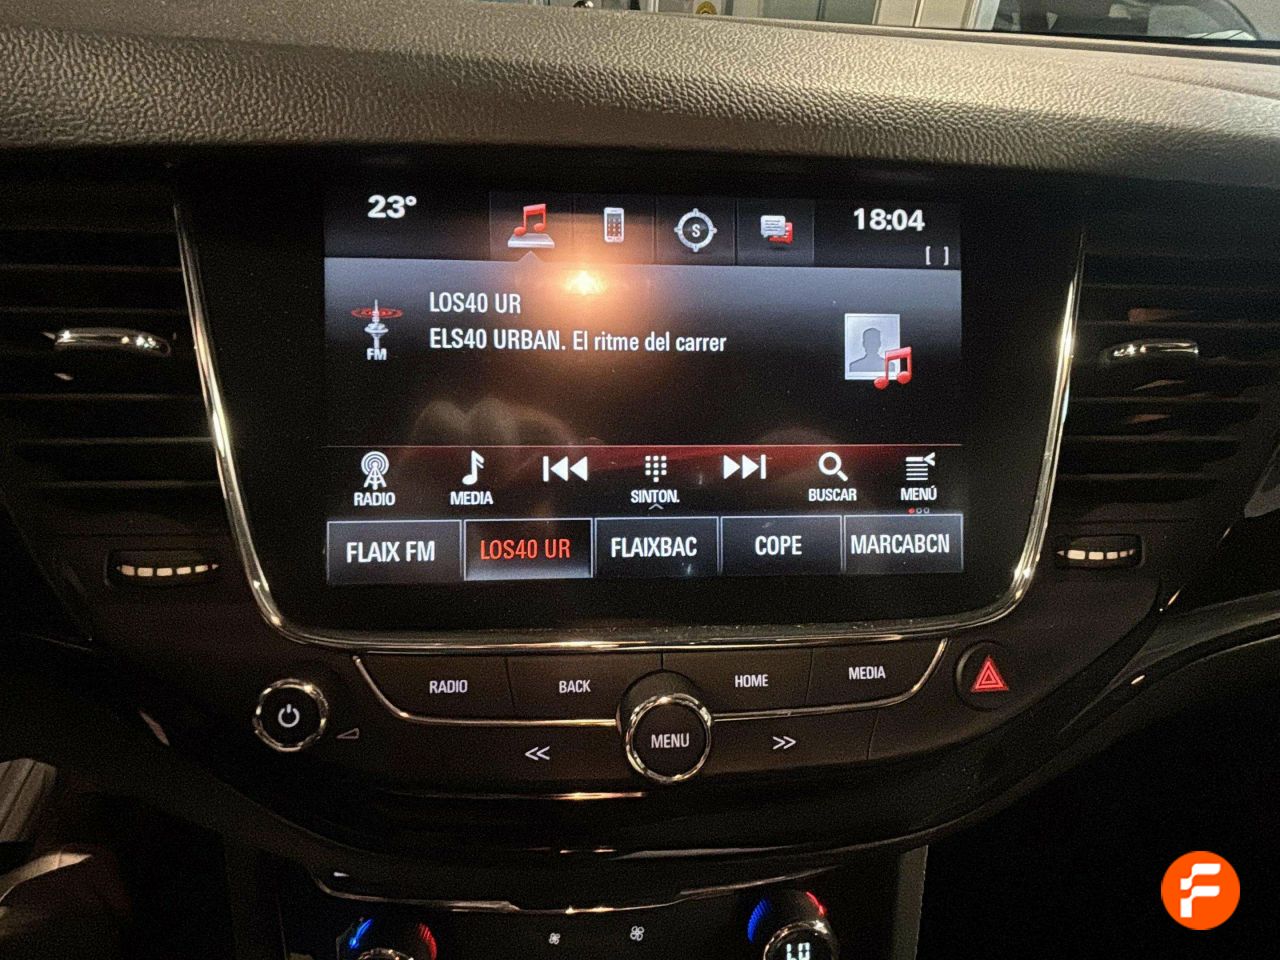 23°
S
18:04
[ ]
LOS40 UR
ELS40 URBAN. El ritme del carrer
FM
RADIO
MEDIA
SINTON.
BUSCAR
MENÚ
FLAIX FM
LOS40 UR
FLAIXBAC
COPE
MARCABCN
RADIO
BACK
HOME
MEDIA
MENU
LO
F